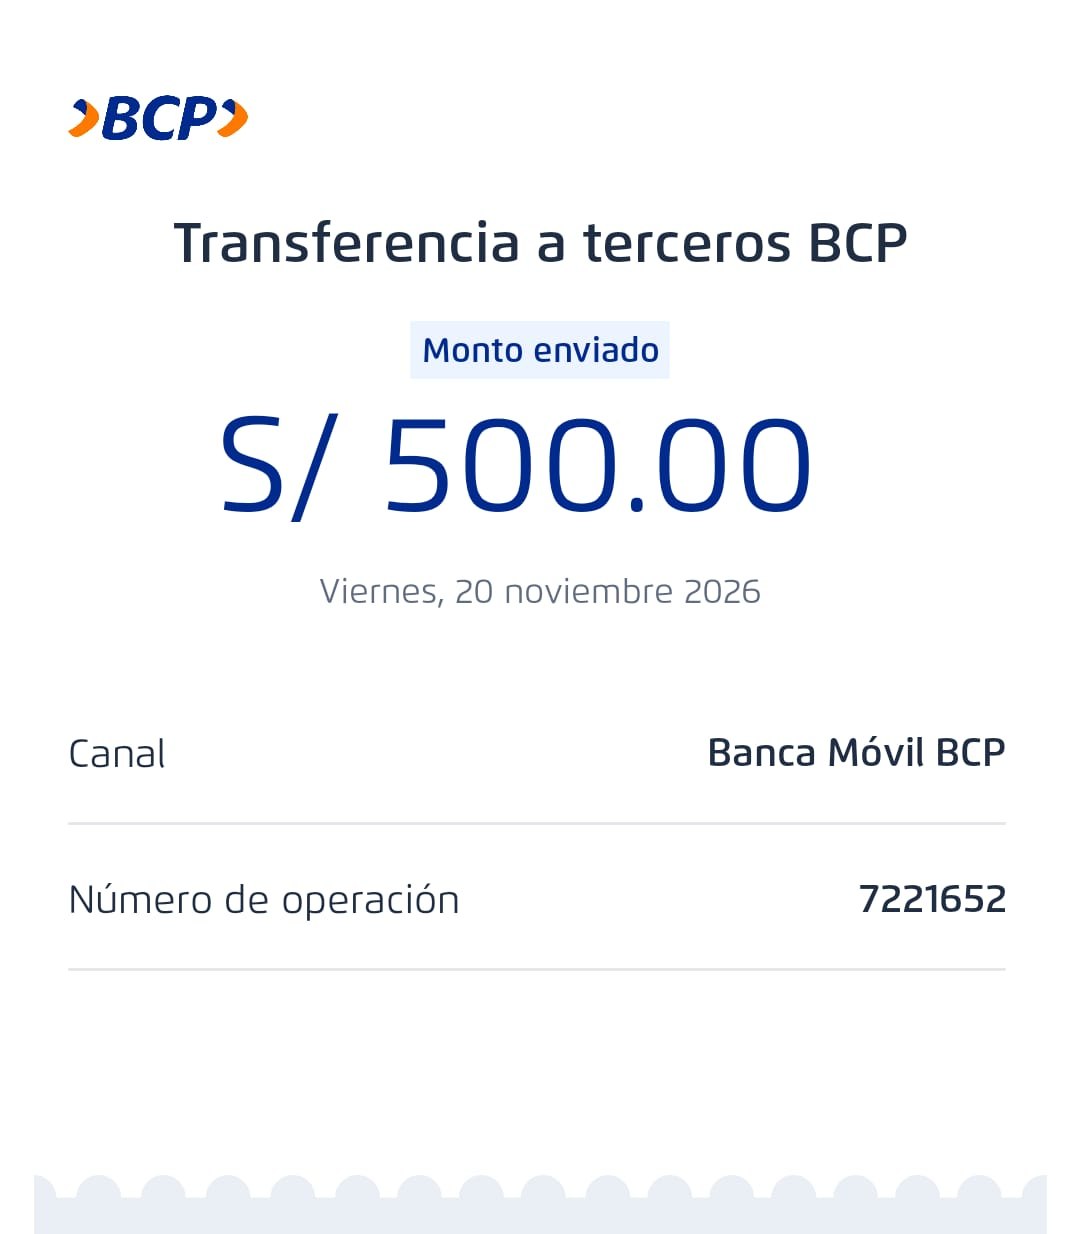 BCP
Transferencia a terceros BCP
Monto enviado
S/ 500.00
Viernes, 20 noviembre 2026
Canal Banca Móvil BCP
Número de operación 7221652